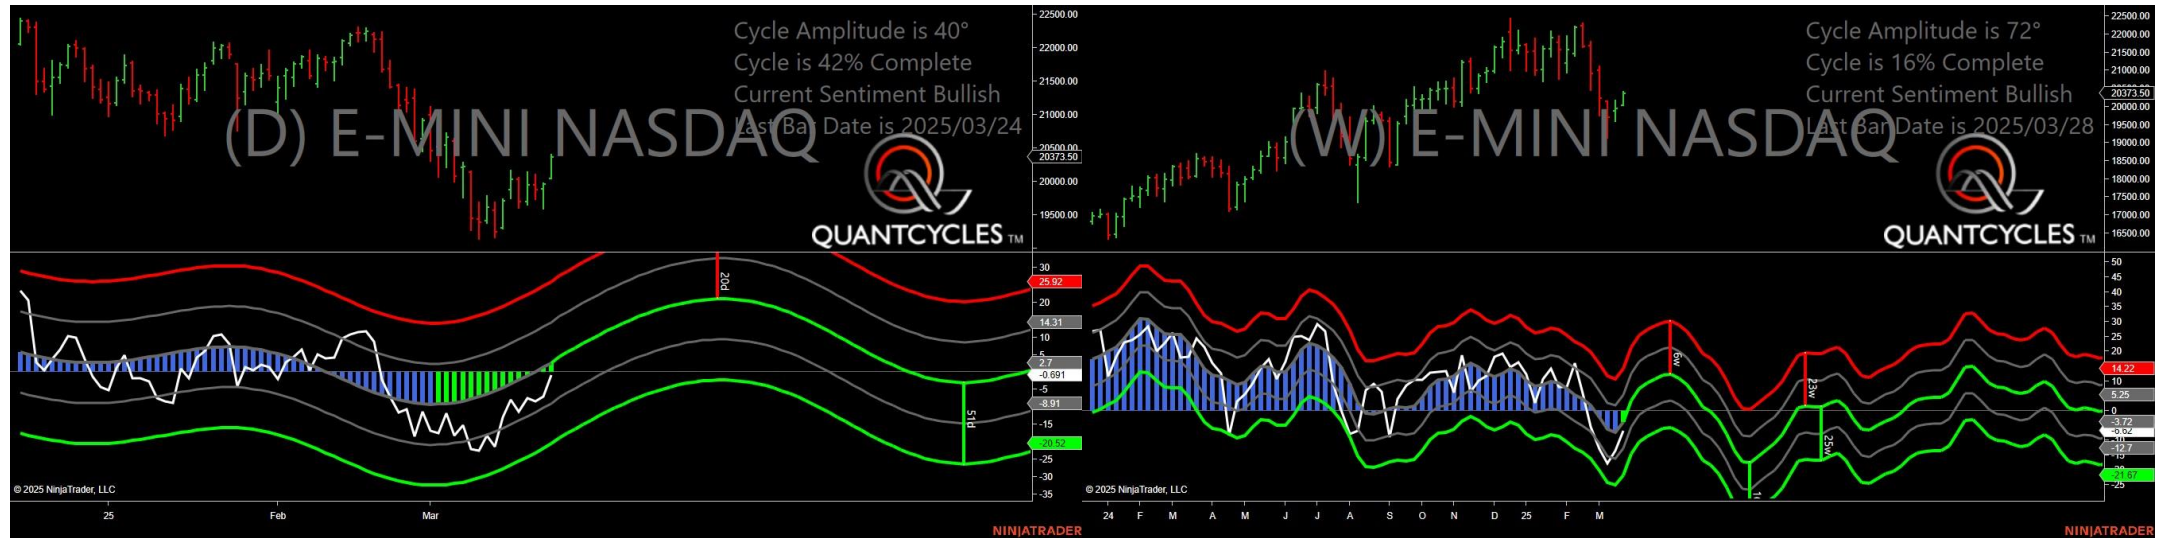 Cycle Amplitude is 40°
Cycle is 42% Complete
Current Sentiment Bullish
Last Bar Date is 2025/03/24
(D) E-MINI NASDAQ
QUANTCYCLES TM
22500.00
22000.00
21500.00
21000.00
20500.00
20373.50
20000.00
19500.00
20d
51d
30
25.92
20
14.31
10
5
2.7
-0.691
-5
-8.91
-15
-20.52
-25
-30
-35
© 2025 NinjaTrader, LLC
25
Feb
Mar
NINJATRADER
Cycle Amplitude is 72°
Cycle is 16% Complete
Current Sentiment Bullish
Last Bar Date is 2025/03/28
(W) E-MINI NASDAQ
QUANTCYCLES TM
22500.00
22000.00
21500.00
21000.00
20373.50
20000.00
19500.00
19000.00
18500.00
18000.00
17500.00
17000.00
16500.00
6w
23w
25w
50
45
40
35
30
25
20
14.22
10
5.25
0
-3.72
-6.62
-12.7
-21.67
-25
© 2025 NinjaTrader, LLC
24
F
M
A
M
J
J
A
S
O
N
D
25
F
M
NINJATRADER